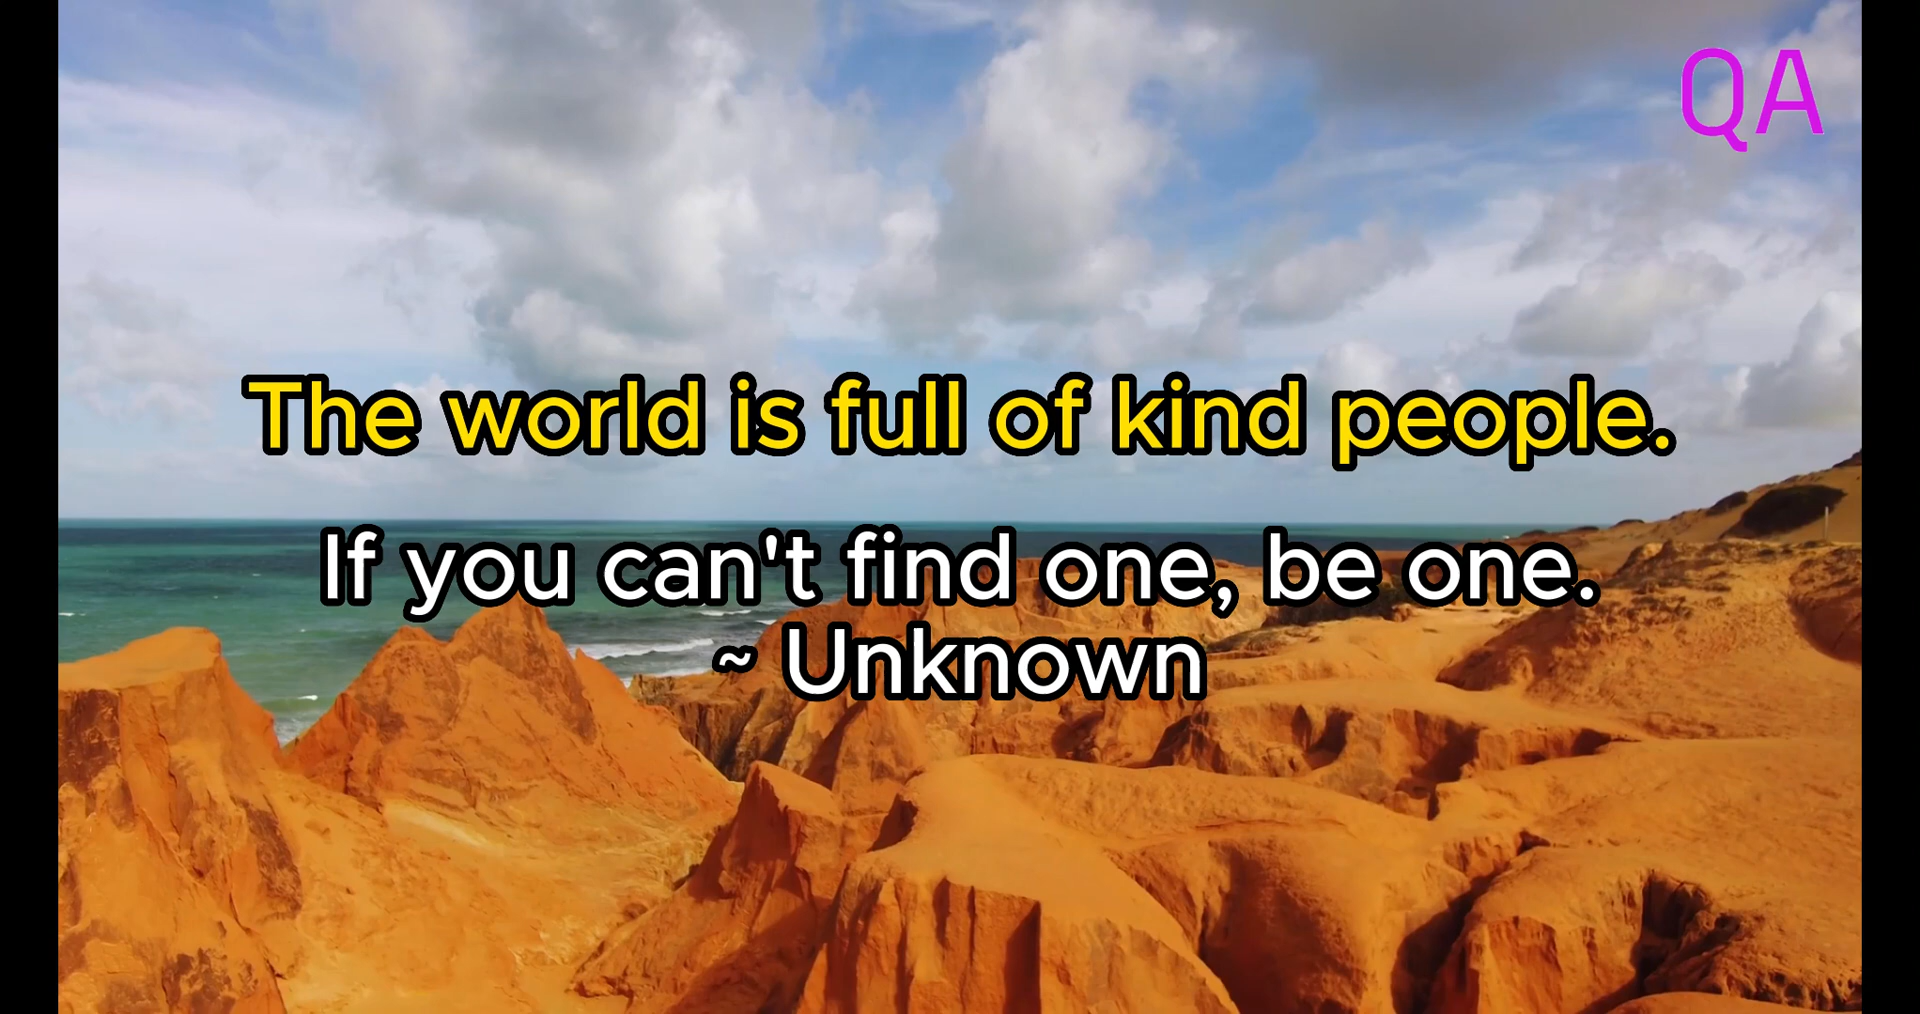 QA
The world is full of kind people.
If you can't find one, be one.
~ Unknown